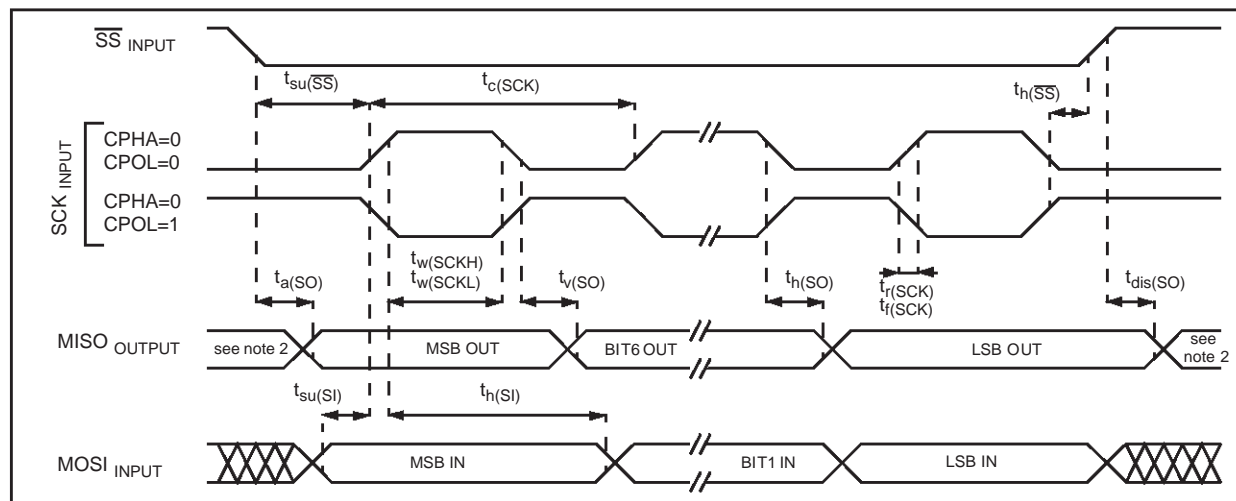 SS INPUT
tsu(SS)
tc(SCK)
th(SS)
SCK INPUT
CPHA=0
CPOL=0
CPHA=0
CPOL=1
ta(SO)
tw(SCKH)
tw(SCKL)
tv(SO)
th(SO)
tr(SCK)
tf(SCK)
tdis(SO)
MISO OUTPUT
see note 2
MSB OUT
BIT6 OUT
LSB OUT
see
note 2
tsu(SI)
th(SI)
MOSI INPUT
MSB IN
BIT1 IN
LSB IN